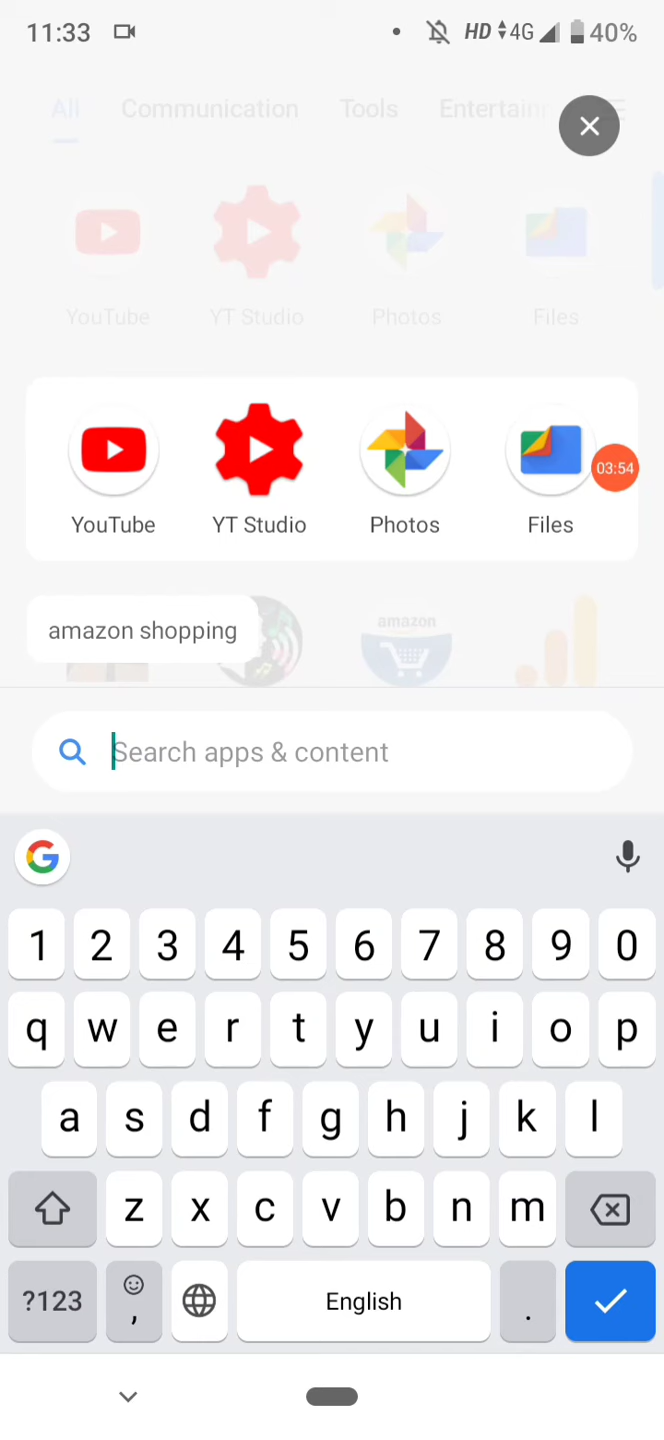 11:33 HD 4G 40%
All Communication Tools Entertain
YouTube YT Studio Photos Files
03:54
YouTube YT Studio Photos Files
amazon
amazon shopping
Search apps & content
G
1 2 3 4 5 6 7 8 9 0
q w e r t y u i o p
a s d f g h j k l
z x c v b n m
?123 , English .